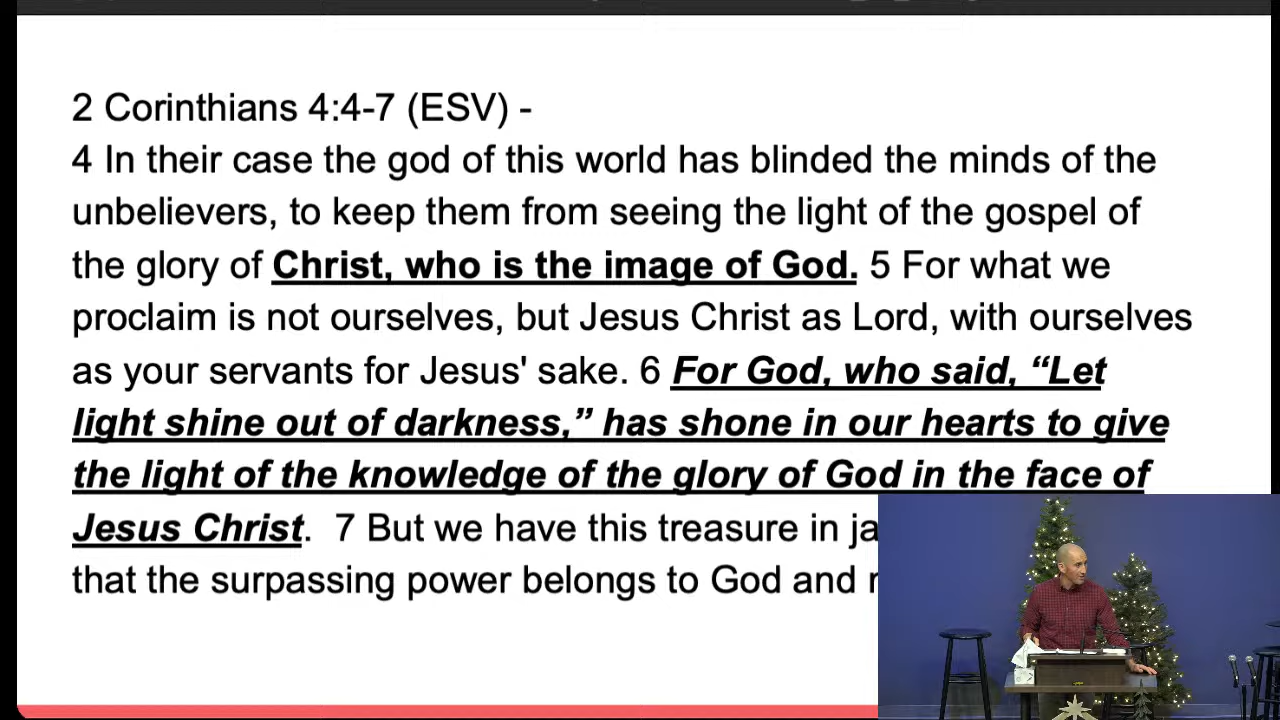 2 Corinthians 4:4-7 (ESV) -
4 In their case the god of this world has blinded the minds of the
unbelievers, to keep them from seeing the light of the gospel of
the glory of Christ, who is the image of God. 5 For what we
proclaim is not ourselves, but Jesus Christ as Lord, with ourselves
as your servants for Jesus' sake. 6 For God, who said, “Let
light shine out of darkness,” has shone in our hearts to give
the light of the knowledge of the glory of God in the face of
Jesus Christ. 7 But we have this treasure in
that the surpassing power belongs to God and